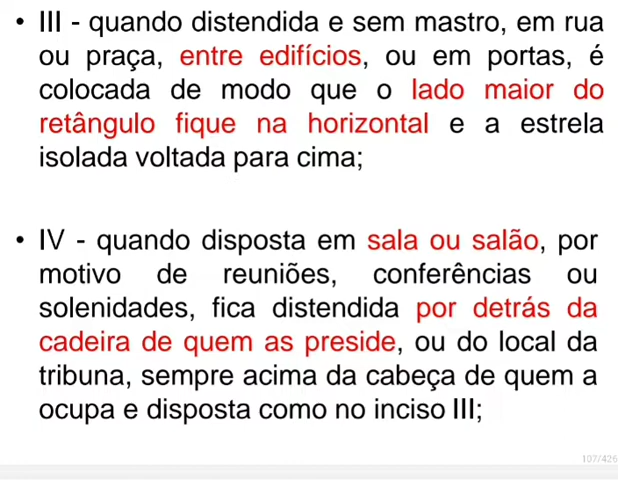 • III - quando distendida e sem mastro, em rua
ou praça, entre edifícios, ou em portas, é
colocada de modo que o lado maior do
retângulo fique na horizontal e a estrela
isolada voltada para cima;
• IV - quando disposta em sala ou salão, por
motivo de reuniões, conferências ou
solenidades, fica distendida por detrás da
cadeira de quem as preside, ou do local da
tribuna, sempre acima da cabeça de quem a
ocupa e disposta como no inciso III;
107/426